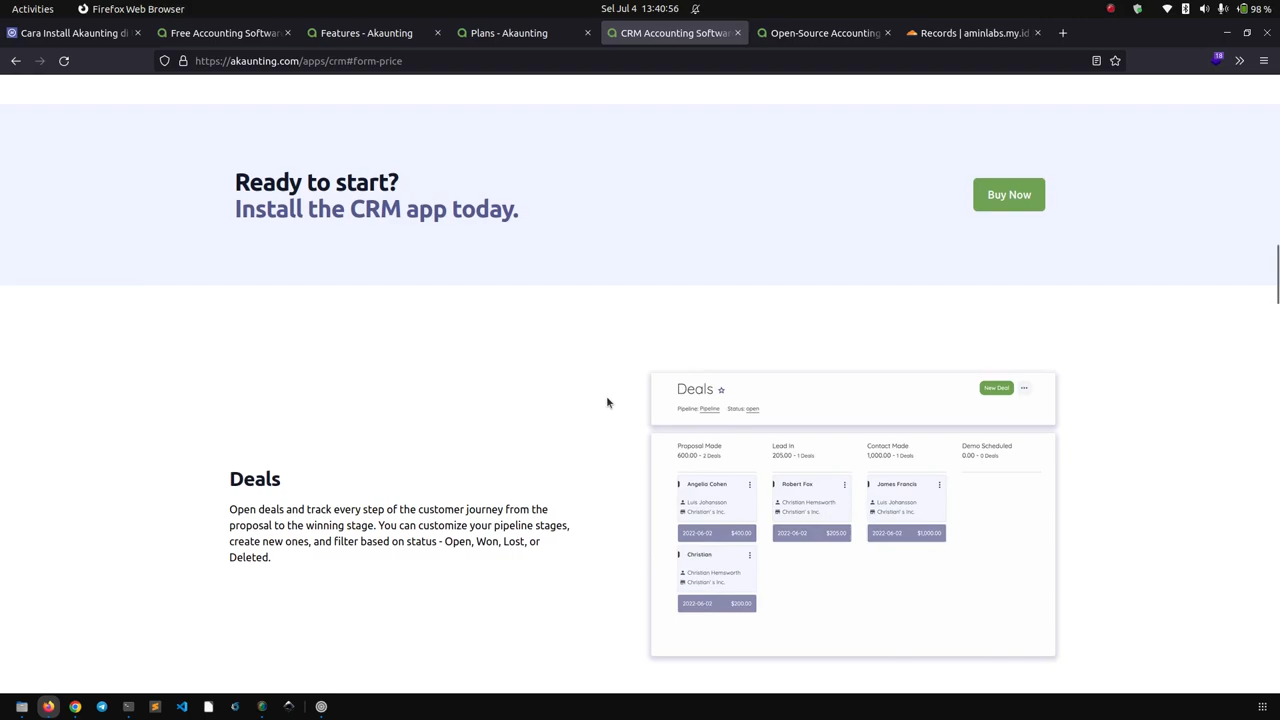 Activities
Firefox Web Browser
Sel Jul 4 13:40:56
98 %
Cara Install Akaunting di
Free Accounting Software
Features - Akaunting
Plans - Akaunting
CRM Accounting Softwar
Open-Source Accounting
Records | aminlabs.my.id
https://akaunting.com/apps/crm#form-price
18
Ready to start?
Install the CRM app today.
Buy Now
Deals
Open deals and track every step of the customer journey from the
proposal to the winning stage. You can customize your pipeline stages,
create new ones, and filter based on status - Open, Won, Lost, or
Deleted.
Deals
New Deal
Pipeline: Pipeline Status: open
Proposal Made
600.00 - 2 Deals
Angelia Cohen
Luis Johansson
Christian' s Inc.
2022-06-02 $400.00
Christian
Christian Hemsworth
Christian' s Inc.
2022-06-02 $200.00
Lead In
205.00 - 1 Deals
Robert Fox
Christian Hemsworth
Christian' s Inc.
2022-06-02 $205.00
Contact Made
1,000.00 - 1 Deals
James Francis
Luis Johansson
Christian' s Inc.
2022-06-02 $1,000.00
Demo Scheduled
0.00 - 0 Deals